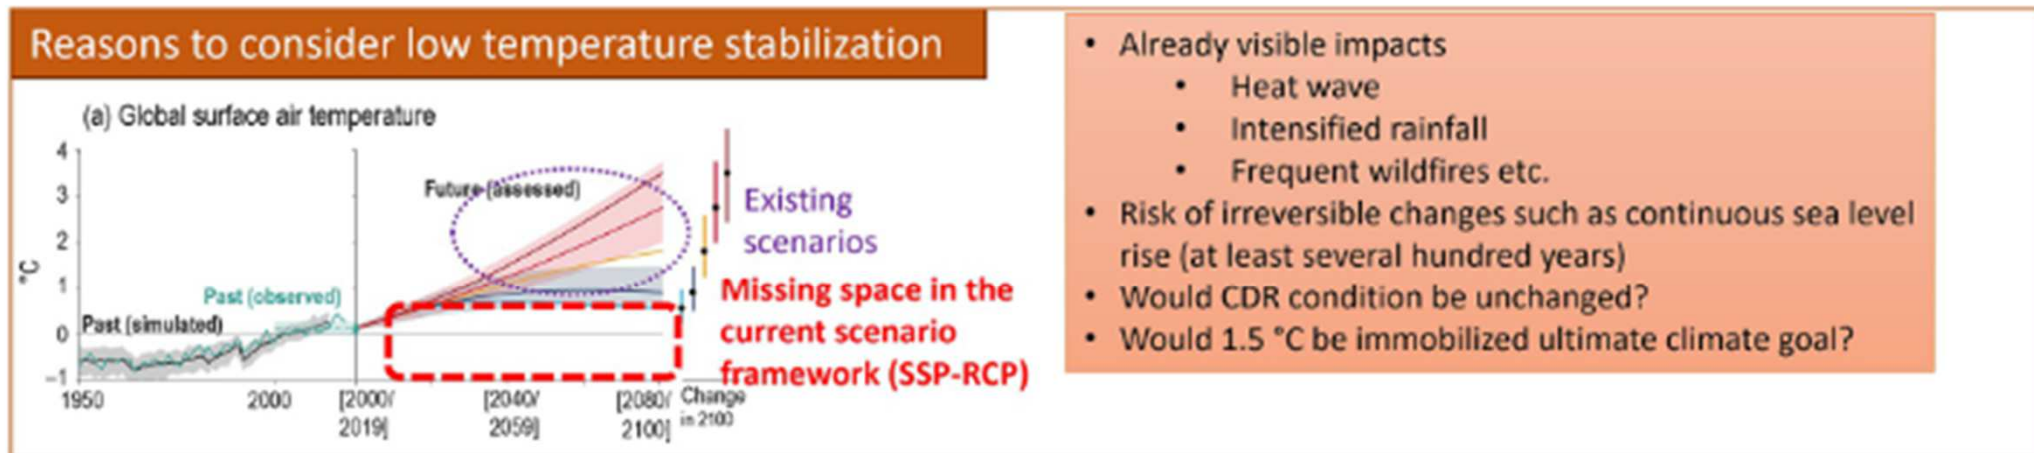 Reasons to consider low temperature stabilization
(a) Global surface air temperature
4
3
2
1
0
−1
°C
Future (assessed)
Past (observed)
Past (simulated)
Existing
scenarios
Missing space in the
current scenario
framework (SSP-RCP)
1950
2000
[2000/
2019]
[2040/
2059]
[2080/
2100]
Change
in 2100
• Already visible impacts
• Heat wave
• Intensified rainfall
• Frequent wildfires etc.
• Risk of irreversible changes such as continuous sea level
rise (at least several hundred years)
• Would CDR condition be unchanged?
• Would 1.5 °C be immobilized ultimate climate goal?